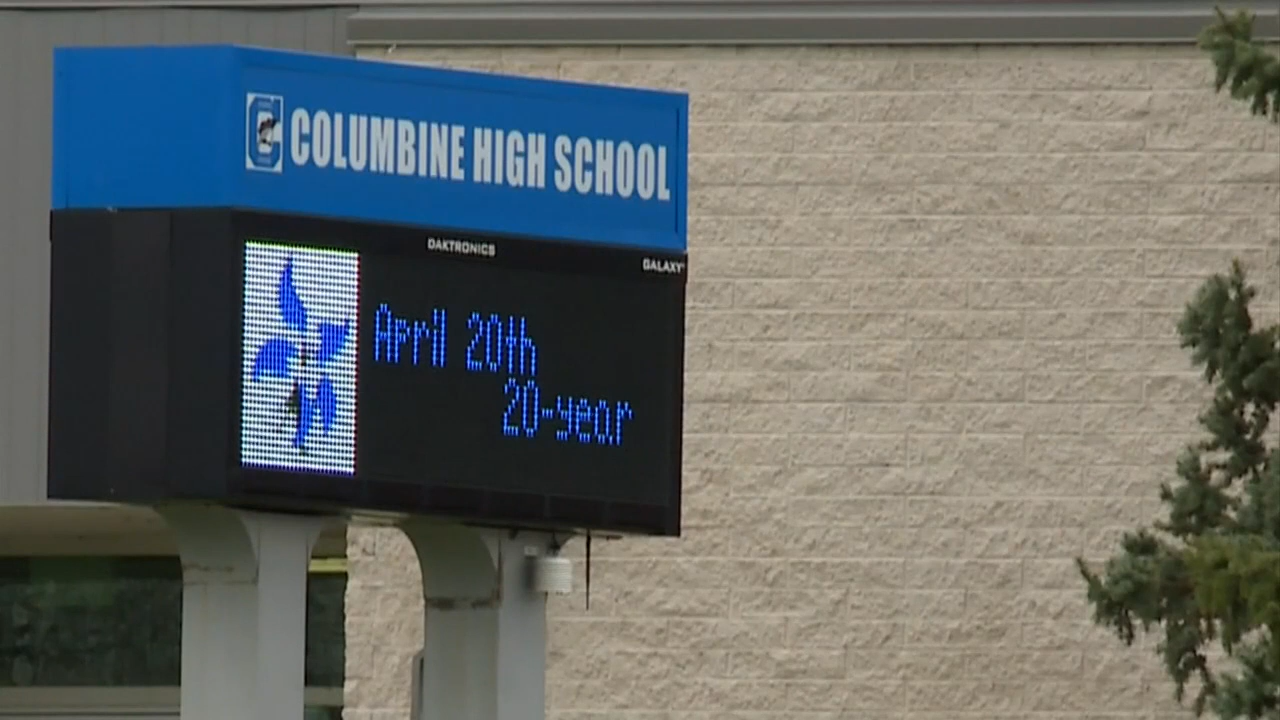 COLUMBINE HIGH SCHOOL
DAKTRONICS
GALAXY
April 20th
20-year